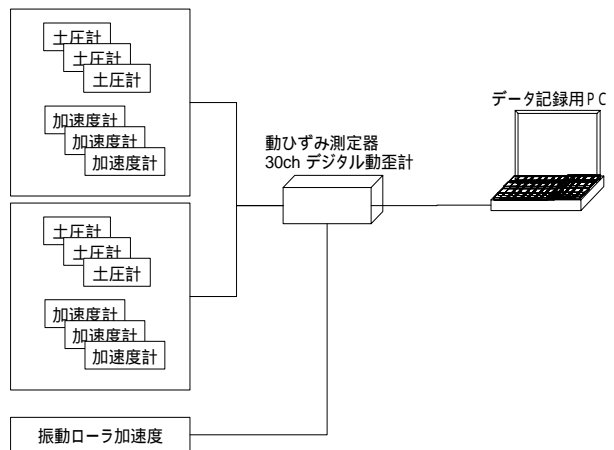 土圧計
土圧計
土圧計
加速度計
加速度計
加速度計
土圧計
土圧計
土圧計
加速度計
加速度計
加速度計
振動ローラ加速度
動ひずみ測定器
30ch デジタル動歪計
データ記録用PC